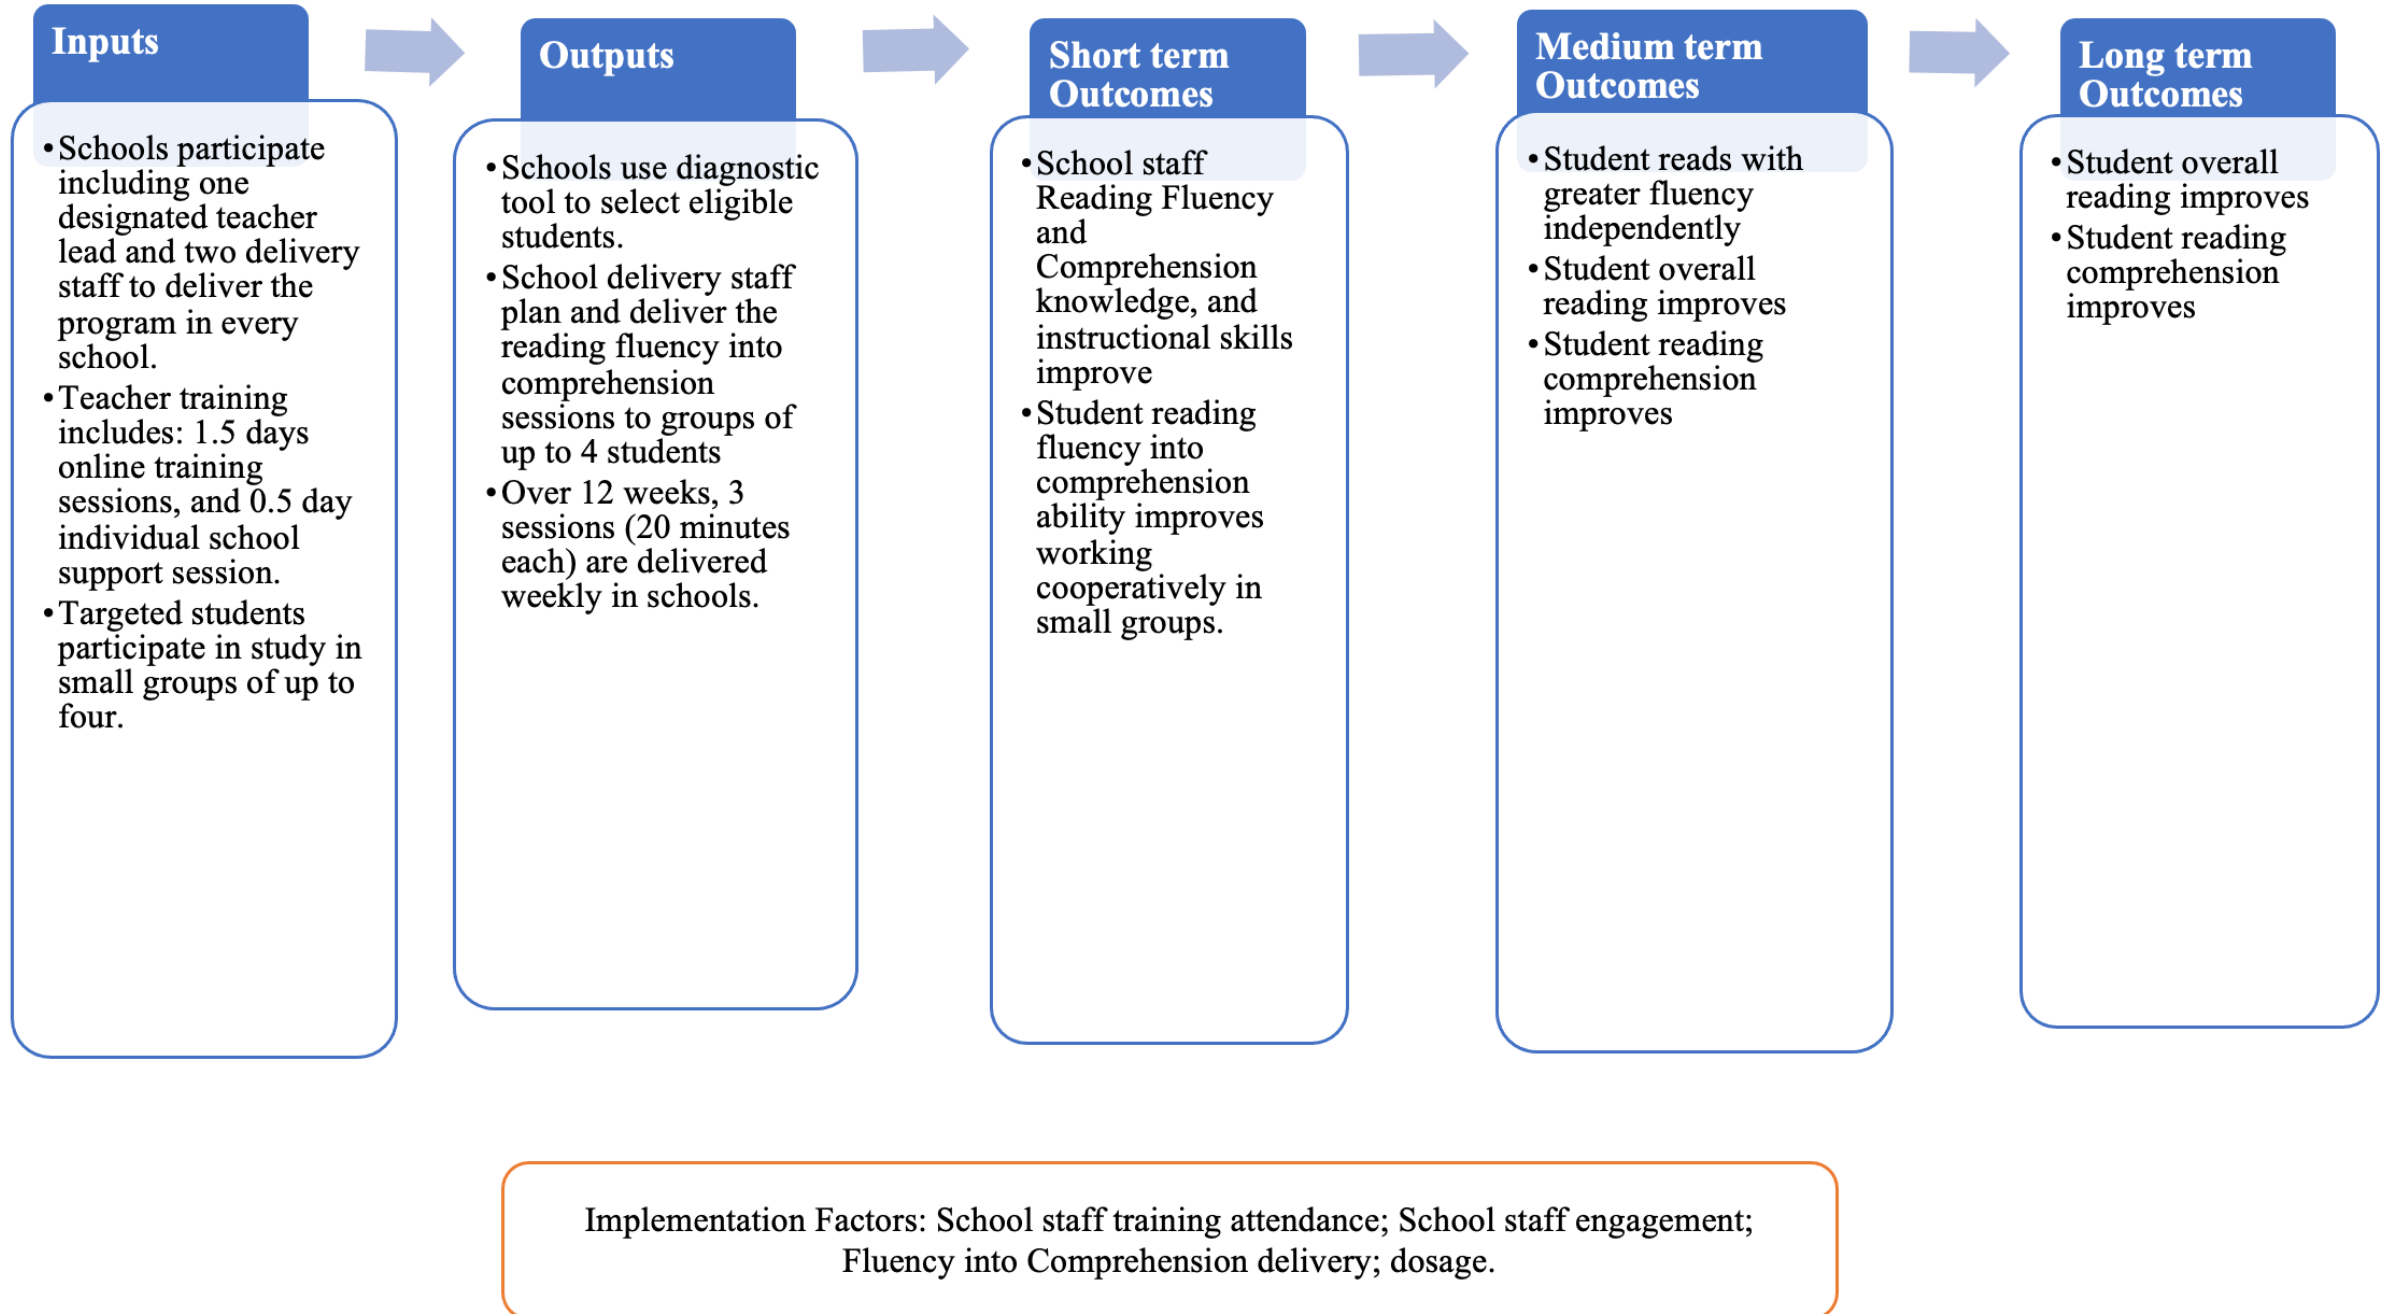 Inputs
•Schools participate
including one
designated teacher
lead and two delivery
staff to deliver the
program in every
school.
•Teacher training
includes: 1.5 days
online training
sessions, and 0.5 day
individual school
support session.
•Targeted students
participate in study in
small groups of up to
four.
Outputs
•Schools use diagnostic
tool to select eligible
students.
•School delivery staff
plan and deliver the
reading fluency into
comprehension
sessions to groups of
up to 4 students
•Over 12 weeks, 3
sessions (20 minutes
each) are delivered
weekly in schools.
Short term
Outcomes
•School staff
Reading Fluency
and
Comprehension
knowledge, and
instructional skills
improve
•Student reading
fluency into
comprehension
ability improves
working
cooperatively in
small groups.
Medium term
Outcomes
•Student reads with
greater fluency
independently
•Student overall
reading improves
•Student reading
comprehension
improves
Long term
Outcomes
•Student overall
reading improves
•Student reading
comprehension
improves
Implementation Factors: School staff training attendance; School staff engagement;
Fluency into Comprehension delivery; dosage.